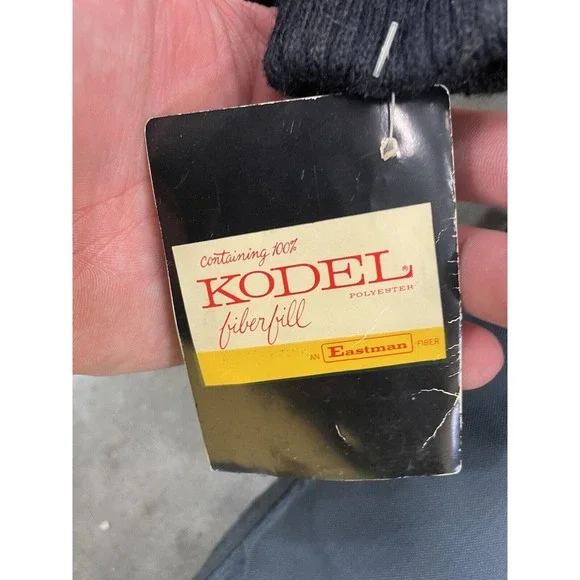 containing 100%
KODEL®
POLYESTER
fiberfill
AN Eastman FIBER